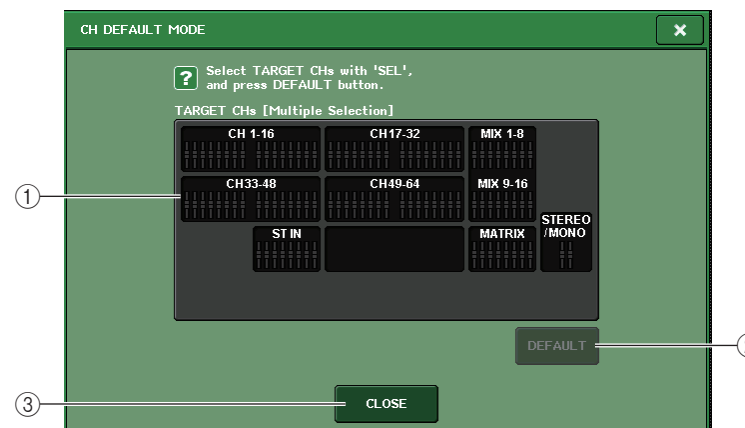 CH DEFAULT MODE
×
? Select TARGET CHs with 'SEL',
and press DEFAULT button.
TARGET CHs [Multiple Selection]
CH 1-16 CH17-32 MIX 1-8
CH33-48 CH49-64 MIX 9-16
ST IN MATRIX STEREO
/MONO
DEFAULT
CLOSE
1
3